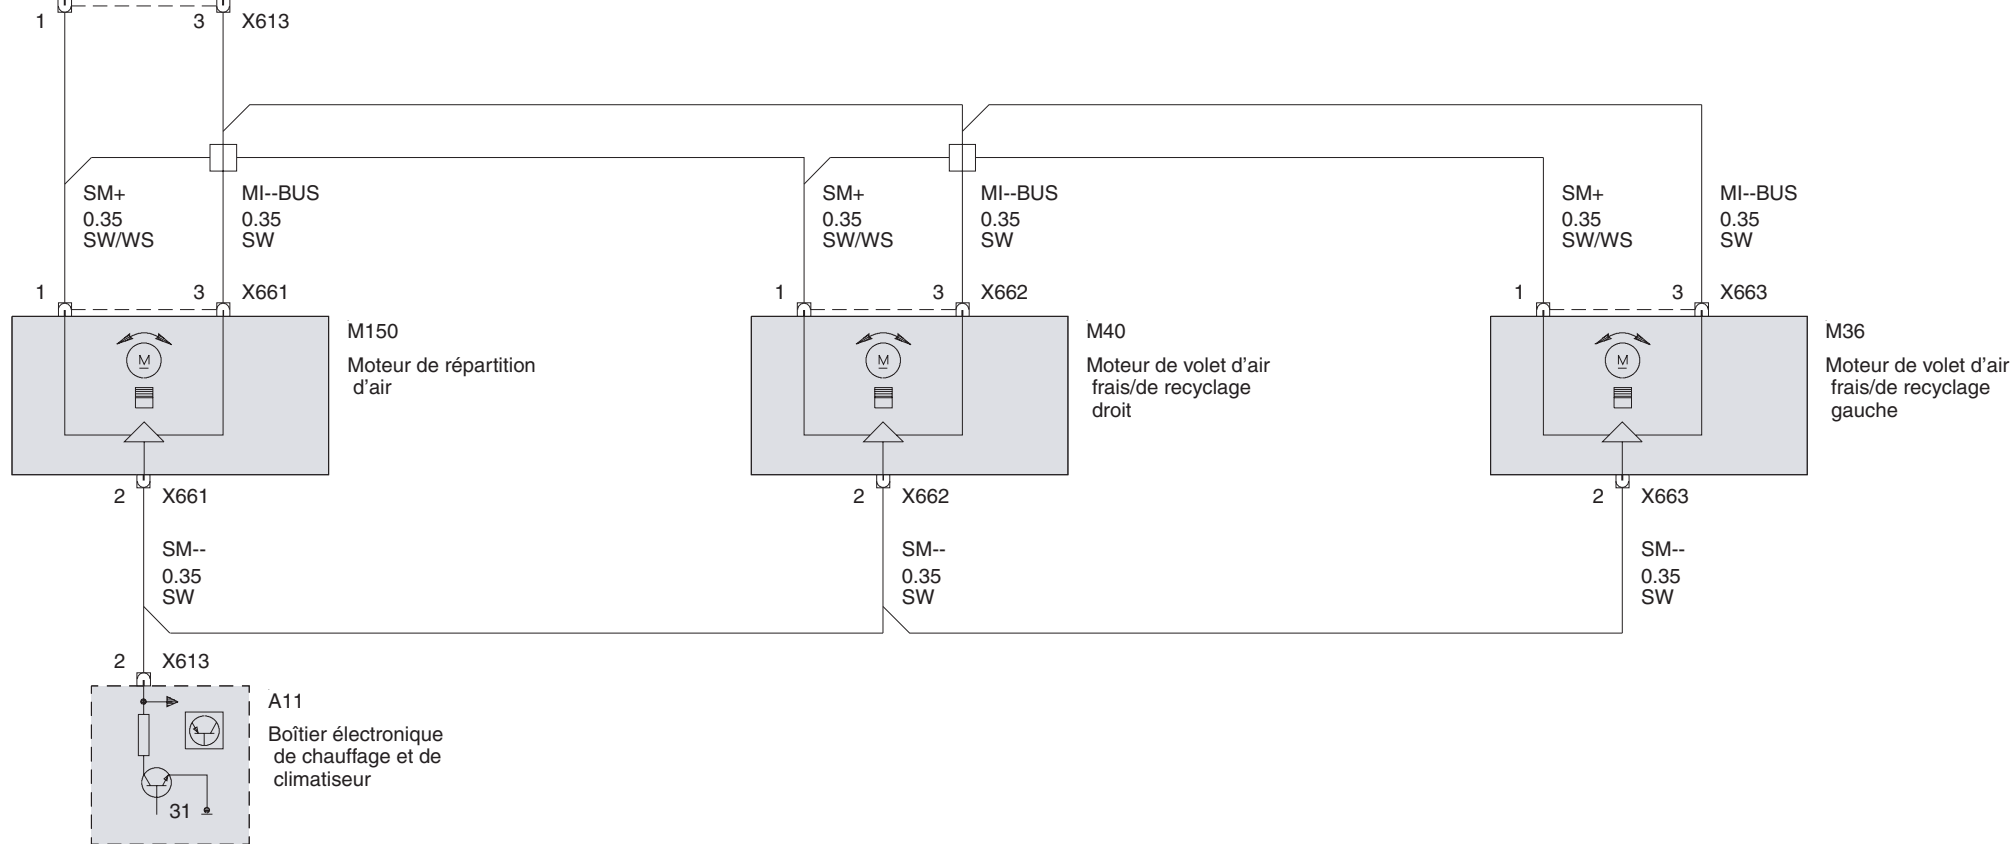 1 3 X613
SM+ MI--BUS SM+ MI--BUS SM+ MI--BUS
0.35 0.35 0.35 0.35 0.35 0.35
SW/WS SW SW/WS SW SW/WS SW
1 3 X661 1 3 X662 1 3 X663
M150
Moteur de répartition
d'air
M
M40
Moteur de volet d'air
frais/de recyclage
droit
M
M36
Moteur de volet d'air
frais/de recyclage
gauche
M
2 X661 2 X662 2 X663
SM-- SM-- SM--
0.35 0.35 0.35
SW SW SW
2 X613
A11
Boîtier électronique
de chauffage et de
climatiseur
31